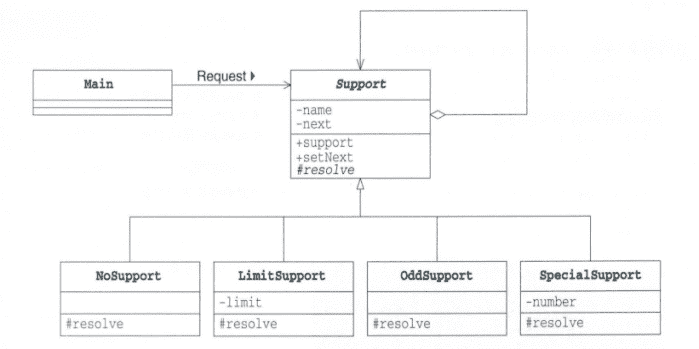 Main
Request
Support
-name
-next
+support
+setNext
#resolve
NoSupport
#resolve
LimitSupport
-limit
#resolve
OddSupport
#resolve
SpecialSupport
-number
#resolve